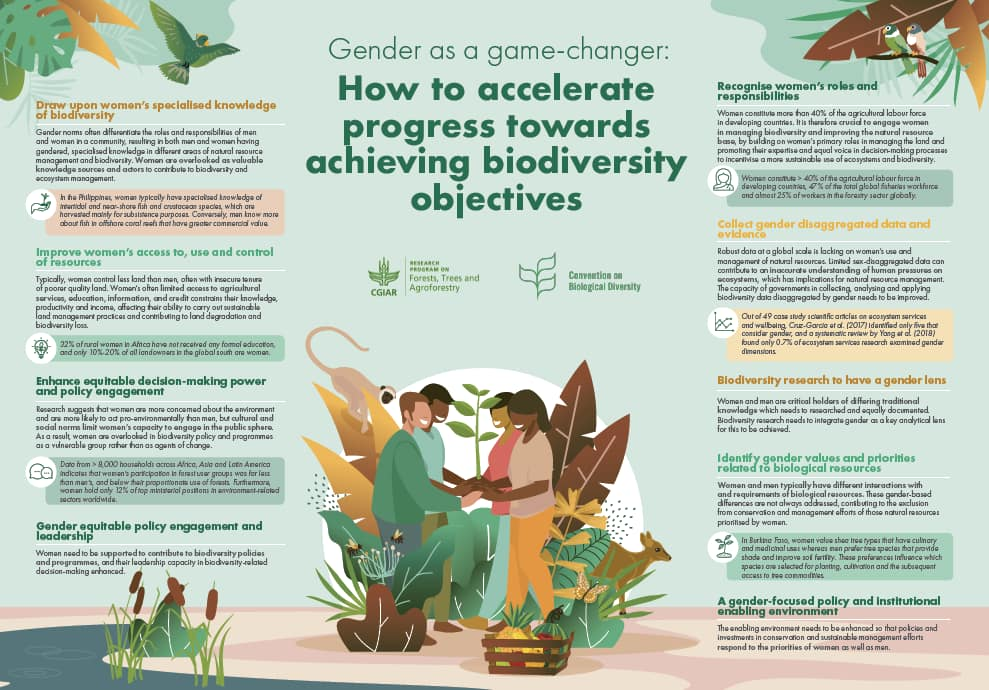 Gender as a game-changer:
How to accelerate
progress towards
achieving biodiversity
objectives
RESEARCH
PROGRAM ON
Forests, Trees and
Agroforestry
CGIAR
Convention on
Biological Diversity
Draw upon women's specialised knowledge
of biodiversity
Gender norms often differentiate the roles and responsibilities of men
and women in a community, resulting in both men and women having
gendered, specialised knowledge in different areas of natural resource
management and biodiversity. Women are overlooked as valuable
knowledge sources and actors to contribute to biodiversity and
ecosystem management.
In the Philippines, women typically have specialised knowledge of
intertidal and near-shore fish and crustacean species, which are
harvested mainly for subsistence purposes. Conversely, men know more
about fish in offshore coral reefs that have greater commercial value.
Improve women's access to, use and control
of resources
Typically, women control less land than men, often with insecure tenure
of poorer quality land. Women's often limited access to agricultural
services, education, information, and credit constrains their knowledge,
productivity and income, affecting their ability to carry out sustainable
land management practices and contributing to land degradation and
biodiversity loss.
32% of rural women in Africa have not received any formal education,
and only 10%-20% of all landowners in the global south are women.
Enhance equitable decision-making power
and policy engagement
Research suggests that women are more concerned about the environment
and are more likely to act pro-environmentally than men, but cultural and
social norms limit women's capacity to engage in the public sphere.
As a result, women are overlooked in biodiversity policy and programmes
as a vulnerable group rather than as agents of change.
Data from > 8,000 households across Africa, Asia and Latin America
indicates that women's participation in forest user groups was far less
than men's, and below their proportionate use of forests. Furthermore,
women hold only 12% of top ministerial positions in environment-related
sectors worldwide.
Gender equitable policy engagement and
leadership
Women need to be supported to contribute to biodiversity policies
and programmes, and their leadership capacity in biodiversity-related
decision-making enhanced.
Recognise women's roles and
responsibilities
Women constitute more than 40% of the agricultural labour force
in developing countries. It is therefore crucial to engage women
in managing biodiversity and improving the natural resource
base, by building on women's primary roles in managing the land and
promoting their expertise and equal voice in decision-making processes
to incentivise a more sustainable use of ecosystems and biodiversity.
Women constitute > 40% of the agricultural labour force in
developing countries, 47% of the total global fisheries workforce
and almost 25% of workers in the forestry sector globally.
Collect gender disaggregated data and
evidence
Robust data at a global scale is lacking on women's use and
management of natural resources. Limited sex-disaggregated data can
contribute to an inaccurate understanding of human pressures on
ecosystems, which has implications for natural resource management.
The capacity of governments in collecting, analysing and applying
biodiversity data disaggregated by gender needs to be improved.
Out of 49 case study scientific articles on ecosystem services
and wellbeing, Cruz-Garcia et al. (2017) identified only five that
consider gender, and a systematic review by Yang et al. (2018)
found only 0.7% of ecosystem services research examined gender
dimensions.
Biodiversity research to have a gender lens
Women and men are critical holders of differing traditional
knowledge which needs to researched and equally documented.
Biodiversity research needs to integrate gender as a key analytical lens
for this to be achieved.
Identify gender values and priorities
related to biological resources
Women and men typically have different interactions with
and requirements of biological resources. These gender-based
differences are not always addressed, contributing to the exclusion
from conservation and management efforts of those natural resources
prioritised by women.
In Burkina Faso, women value shea tree types that have culinary
and medicinal uses whereas men prefer tree species that provide
shade and improve soil fertility. These preferences influence which
species are selected for planting, cultivation and the subsequent
access to tree commodities.
A gender-focused policy and institutional
enabling environment
The enabling environment needs to be enhanced so that policies and
investments in conservation and sustainable management efforts
respond to the priorities of women as well as men.